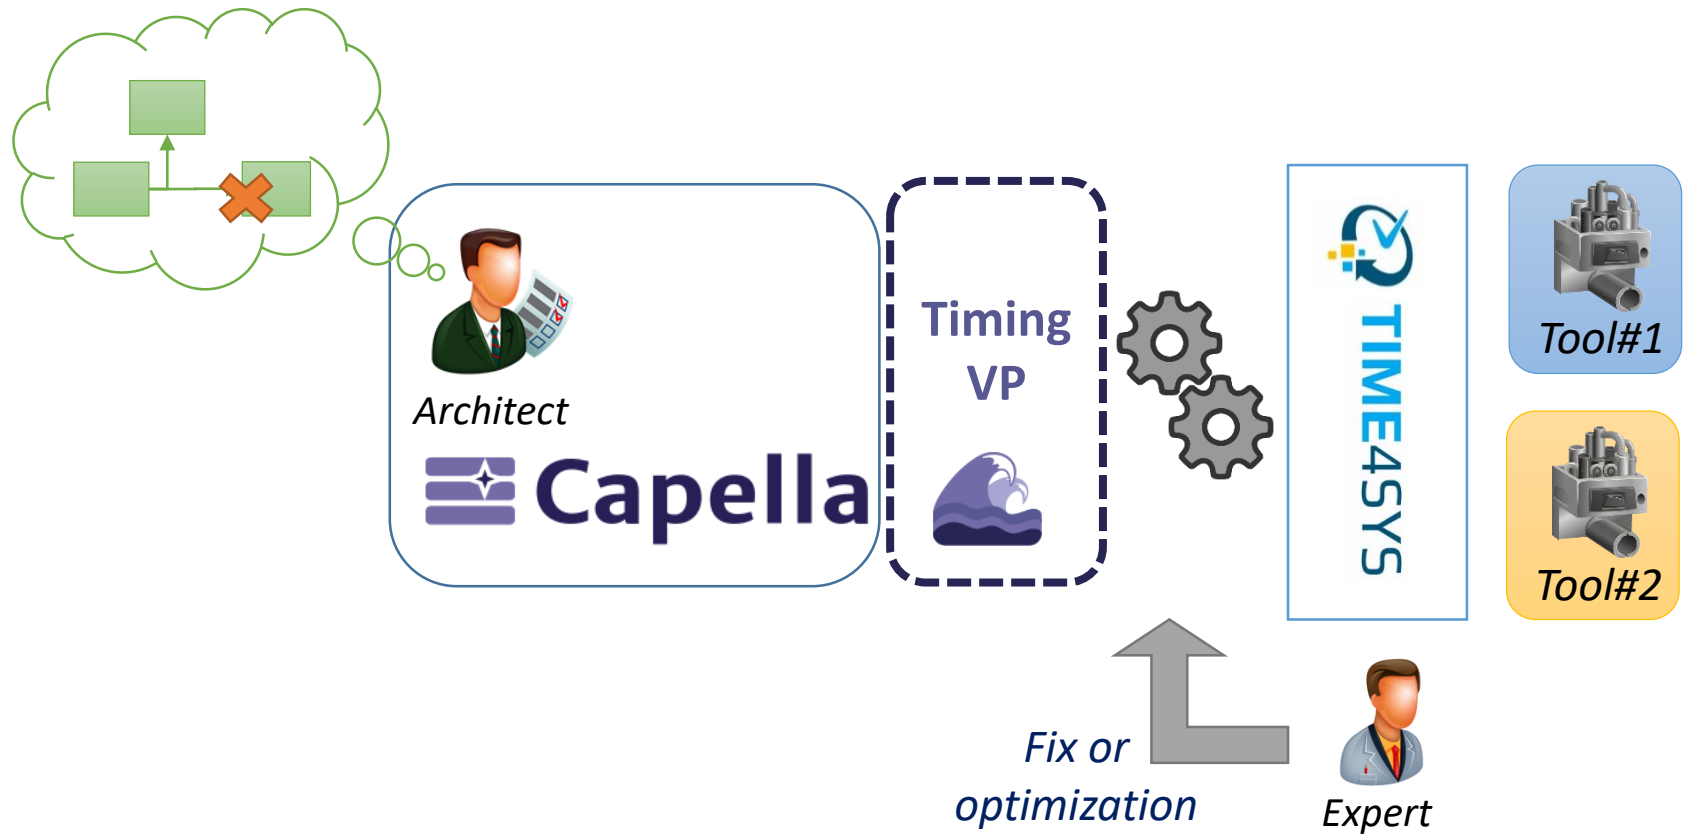 Architect
Capella
Timing
VP
TIME4SYS
Tool#1
Tool#2
Fix or
optimization
Expert